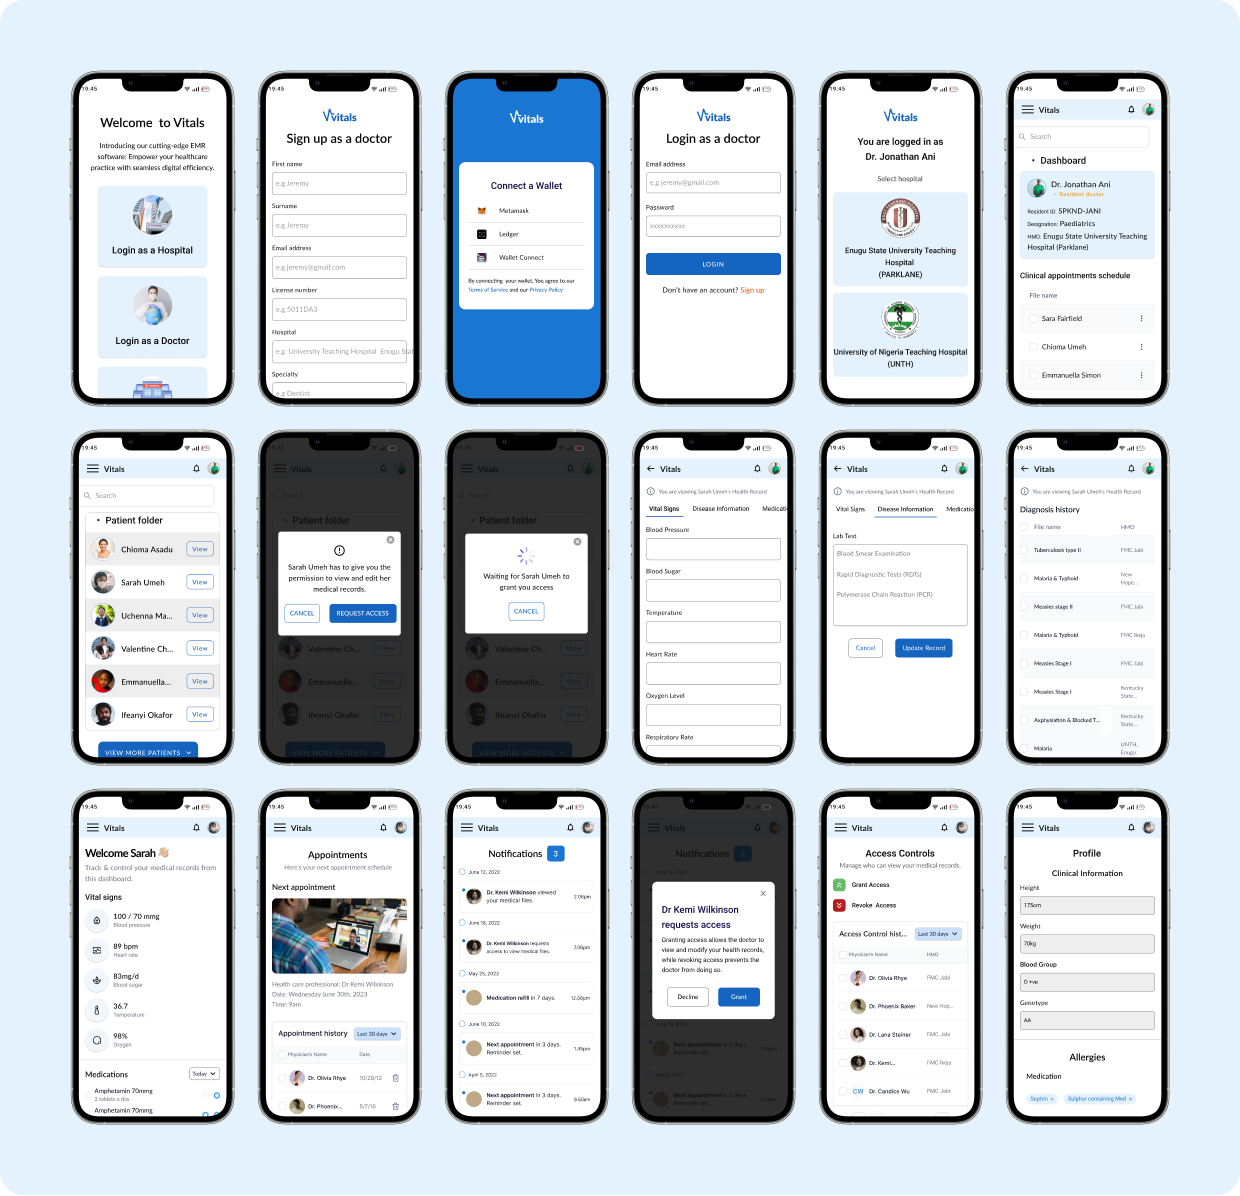 19:45
Welcome to Vitals
Introducing our cutting-edge EMR
software: Empower your healthcare
practice with seamless digital efficiency.
Login as a Hospital
Login as a Doctor
19:45
Vitals
Sign up as a doctor
First name
e.g Jeremy
Surname
e.g Jeremy
Email address
e.g jeremy@gmail.com
License number
e.g 5011DA3
Hospital
e.g University Teaching Hospital Enugu Stat
Specialty
e.g Dentist
19:45
Vitals
Connect a Wallet
Metamask
Ledger
Wallet Connect
By connecting your wallet, You agree to our
Terms of Service and our Privacy Policy
19:45
Vitals
Login as a doctor
Email address
e.g jeremy@gmail.com
Password
xxxxxxxxxx
LOGIN
Don't have an account? Sign up
19:45
Vitals
You are logged in as
Dr. Jonathan Ani
Select hospital
Enugu State University Teaching
Hospital
(PARKLANE)
University of Nigeria Teaching Hospital
(UNTH)
19:45
Vitals
Search
• Dashboard
Dr. Jonathan Ani
• Resident doctor
Resident ID: SPKND-JANI
Designation: Paediatrics
HMO: Enugu State University Teaching
Hospital (Parklane)
Clinical appointments schedule
File name
Sara Fairfield
Chioma Umeh
Emmanuella Simon
19:45
Vitals
Search
• Patient folder
Chioma Asadu View
Sarah Umeh View
Uchenna Ma... View
Valentine Ch... View
Emmanuella... View
Ifeanyi Okafor View
VIEW MORE PATIENTS
19:45
Vitals
Search
• Patient folder
Sarah Umeh has to give you the
permission to view and edit her
medical records.
CANCEL REQUEST ACCESS
Valentine Ch... View
Emmanuella... View
Ifeanyi Okafor View
VIEW MORE PATIENTS
19:45
Vitals
Search
• Patient folder
Waiting for Sarah Umeh to
grant you access
CANCEL
Valentine Ch... View
Emmanuella... View
Ifeanyi Okafor View
VIEW MORE PATIENTS
19:45
Vitals
You are viewing Sarah Umeh's Health Record
Vital Signs Disease Information Medicati
Blood Pressure
Blood Sugar
Temperature
Heart Rate
Oxygen Level
Respiratory Rate
19:45
Vitals
You are viewing Sarah Umeh's Health Record
Vital Signs Disease Information Medicatio
Lab Test
Blood Smear Examination
Rapid Diagnostic Tests (RDTs)
Polymerase Chain Reaction (PCR)
Cancel Update Record
19:45
Vitals
You are viewing Sarah Umeh's Health Record
Diagnosis history
File name HMO
Tuberculosis type II FMC Jabi
Malaria & Typhoid New Hope...
Measles stage II FMC Jabi
Malaria & Typhoid FMC Ikeja
Measles Stage I FMC Jabi
Measles Stage I Kentucky State...
Axphysiation & Blocked T... Kentucky State...
Malaria UNTH, Enugu
19:45
Vitals
Welcome Sarah
Track & control your medical records from
this dashboard.
Vital signs
100 / 70 mmg
Blood pressure
89 bpm
Heart rate
83mg/d
Blood sugar
36.7
Temperature
98%
Oxygen
Medications Today
Amphetamin 70mmg
2 tablets a day
Amphetamin 70mmg
19:45
Vitals
Appointments
Here's your next appointment schedule
Next appointment
Health care professional: Dr Kemi Wilkinson
Date: Wednesday June 30th, 2023
Time: 9am
Appointment history Last 30 days
Physician's Name Date
Dr. Olivia Rhye 10/28/12
Dr. Phoenix... 5/7/16
19:45
Vitals
Notifications 3
June 12, 2022
Dr. Kemi Wilkinson viewed
your medical files. 2.05pm
June 18, 2022
Dr. Kemi Wilkinson requests
access to view medical files. 7.06pm
May 25, 2022
Medication refill in 7 days. 12.06pm
June 10, 2022
Next appointment in 3 days.
Reminder set. 1.45pm
April 5, 2022
Next appointment in 3 days.
Reminder set. 9.50am
19:45
Vitals
Notifications 3
Dr Kemi Wilkinson
requests access
Granting access allows the doctor to
view and modify your health records,
while revoking access prevents the
doctor from doing so.
Decline Grant
Next appointment in 3 days.
Reminder set.
April 5, 2022
Next appointment in 3 days.
Reminder set. 9.50am
19:45
Vitals
Access Controls
Manage who can view your medical records.
Grant Access
Revoke Access
Access Control hist... Last 30 days
Physician's Name HMO
Dr. Olivia Rhye FMC Jabi
Dr. Phoenix Baker New Hop...
Dr. Lana Steiner FMC Jabi
Dr. Kemi... FMC Ikeja
CW Dr. Candice Wu FMC Jabi
19:45
Vitals
Profile
Clinical Information
Height
175cm
Weight
70kg
Blood Group
O +ve
Genotype
AA
Allergies
Medication
Septrin × Sulphur containing Med ×